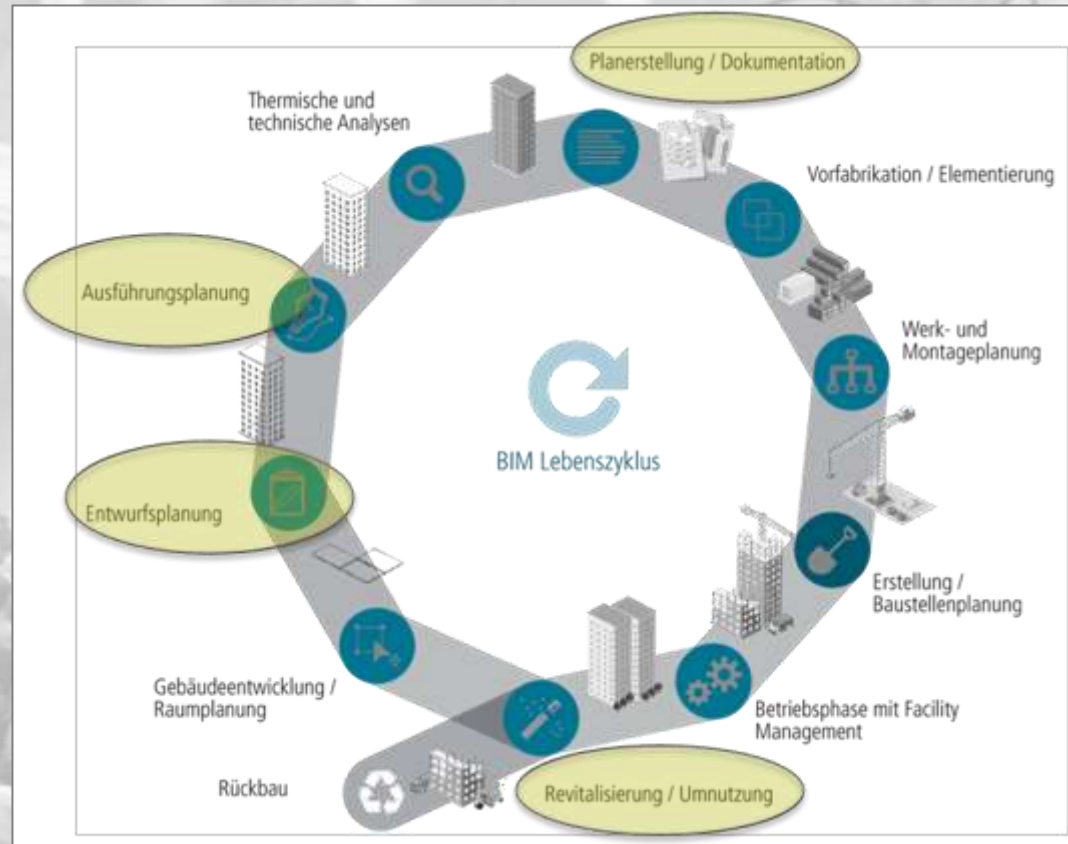 Planerstellung / Dokumentation
Thermische und
technische Analysen
Vorfabrikation / Elementierung
Ausführungsplanung
Werk- und
Montageplanung
BIM Lebenszyklus
Entwurfsplanung
Erstellung /
Baustellenplanung
Gebäudeentwicklung /
Raumplanung
Betriebsphase mit Facility
Management
Rückbau
Revitalisierung / Umnutzung